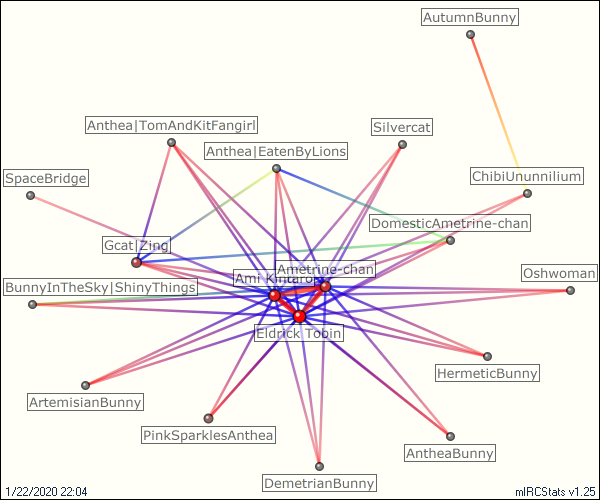 AutumnBunny
Anthea|TomAndKitFangirl
Silvercat
Anthea|EatenByLions
SpaceBridge
ChibiUnunnilium
DomesticAmetrine-chan
Gcat|Zing
Ametrine-chan
Oshwoman
Ami Kintaro
BunnyInTheSky|ShinyThings
Eldrick Tobin
HermeticBunny
ArtemisianBunny
PinkSparklesAnthea
AntheaBunny
DemetrianBunny
1/22/2020 22:04
mIRCStats v1.25